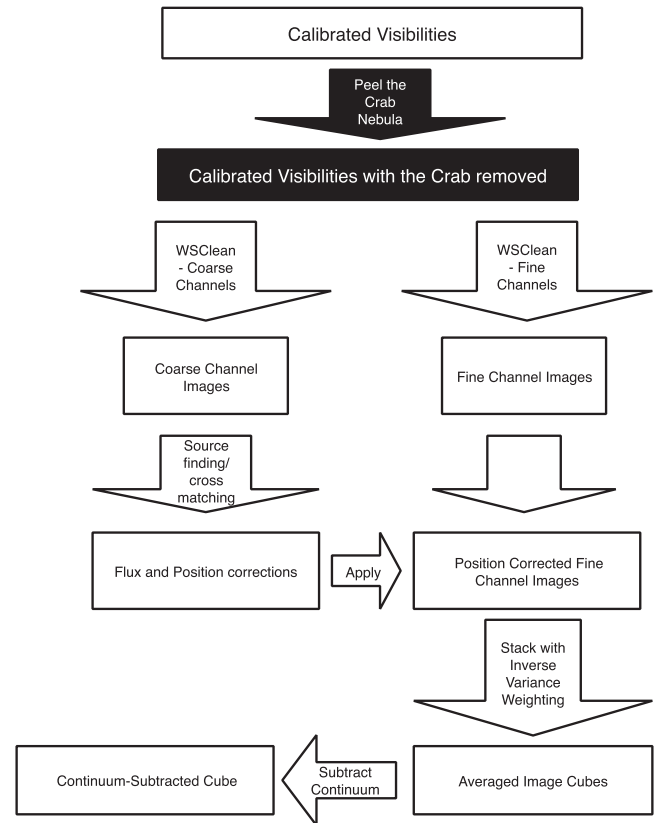 Calibrated Visibilities
Peel the
Crab
Nebula
Calibrated Visibilities with the Crab removed
WSClean
- Coarse
Channels
WSClean
- Fine
Channels
Coarse Channel
Images
Fine Channel Images
Source
finding/
cross
matching
Flux and Position corrections
Apply
Position Corrected Fine
Channel Images
Stack with
Inverse
Variance
Weighting
Continuum-Subtracted Cube
Subtract
Continuum
Averaged Image Cubes